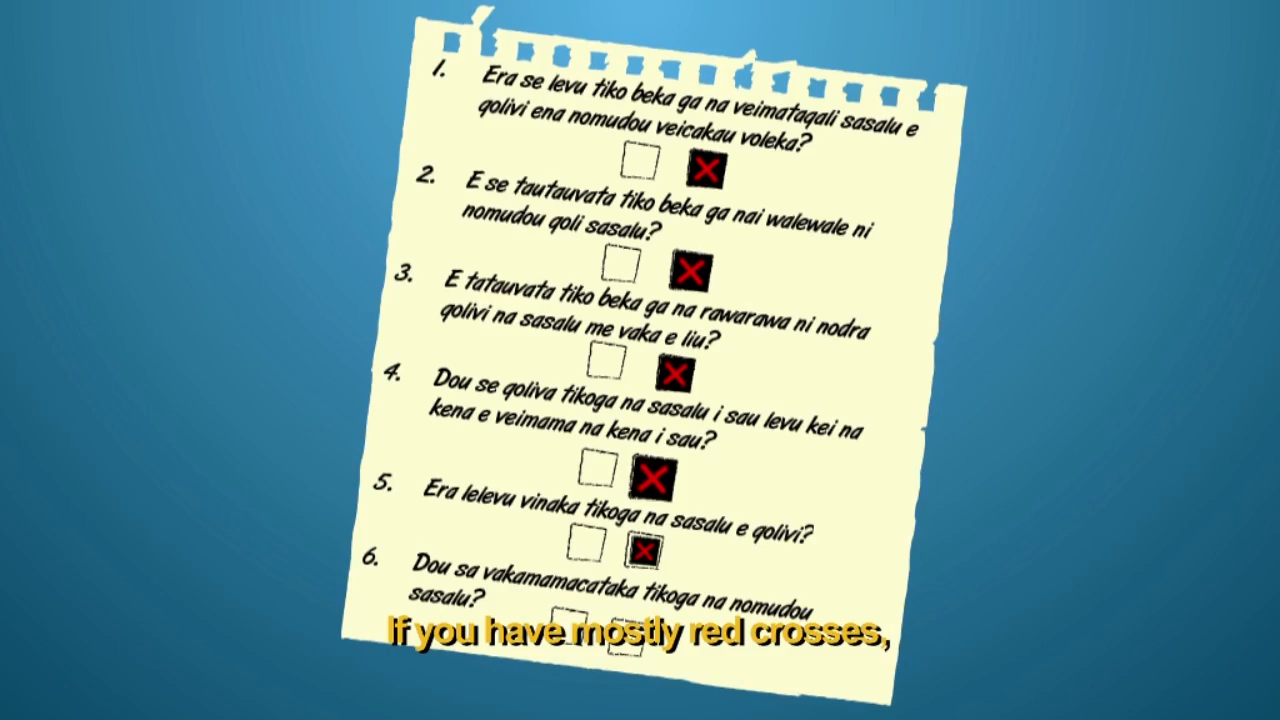 1. Era se levu tiko beka ga na veimataqali sasalu e
qolivi ena nomudou veicakau voleka?
2. E se tautauvata tiko beka ga nai walewale ni
nomudou qoli sasalu?
3. E tatauvata tiko beka ga na rawarawa ni nodra
qolivi na sasalu me vaka e liu?
4. Dou se qoliva tikoga na sasalu i sau levu kei na
kena e veimama na kena i sau?
5. Era lelevu vinaka tikoga na sasalu e qolivi?
6. Dou sa vakamamacataka tikoga na nomudou
sasalu?
If you have mostly red crosses,